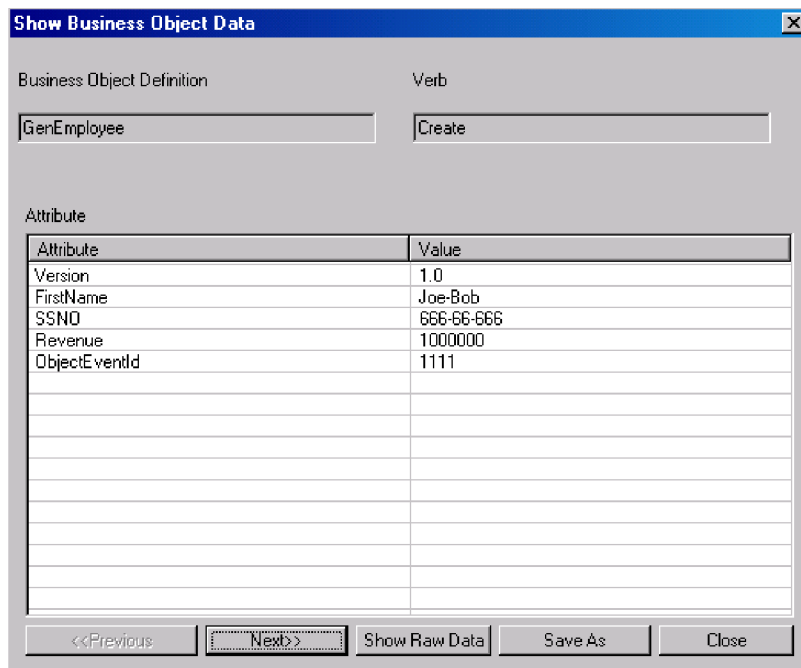 Show Business Object Data
Business Object Definition Verb
GenEmployee Create
Attribute
Attribute Value
Version 1.0
FirstName Joe-Bob
SSNO 666-66-666
Revenue 1000000
ObjectEventId 1111
<<Previous Next>> Show Raw Data Save As Close